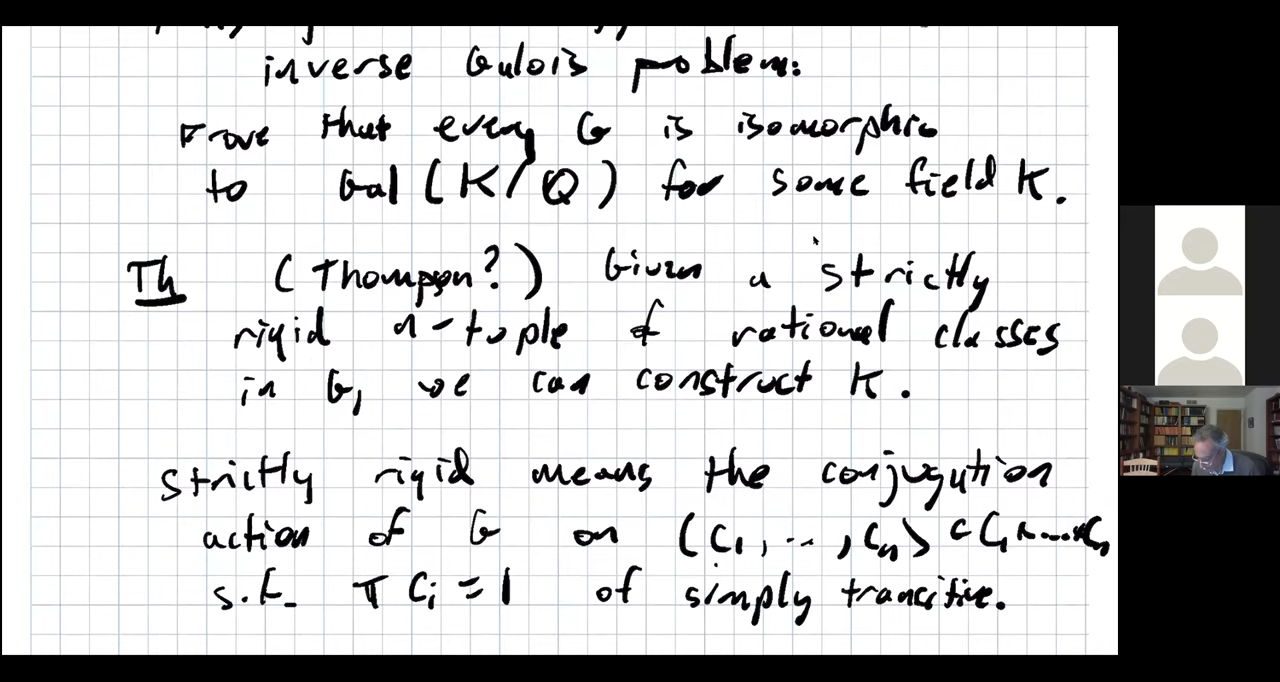 inverse Galois problem:
Prove that every G is isomorphic
to Gal (K/Q) for some field K.
Th (Thompson?) Given a strictly
rigid n-tuple of rational classes
in G, we can construct K.
strictly rigid means the conjugation
action of G on (c1, ..., cn) ⊂ C1 x ... x Cn
s.t. π Ci = 1 of simply transitive.